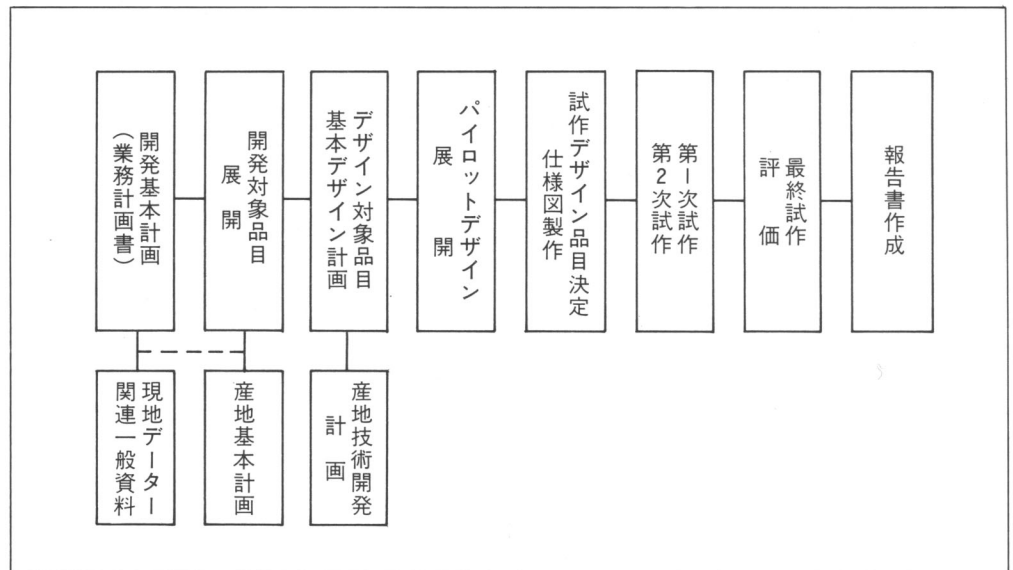 開発基本計画
(業務計画書)
開発対象品目
展開
デザイン対象品目
基本デザイン計画
パイロットデザイン
展開
試作デザイン品目決定
仕様図製作
第1次試作
第2次試作
最終試作
評価
報告書作成
現地データー
関連一般資料
産地基本計画
産地技術開発
計画